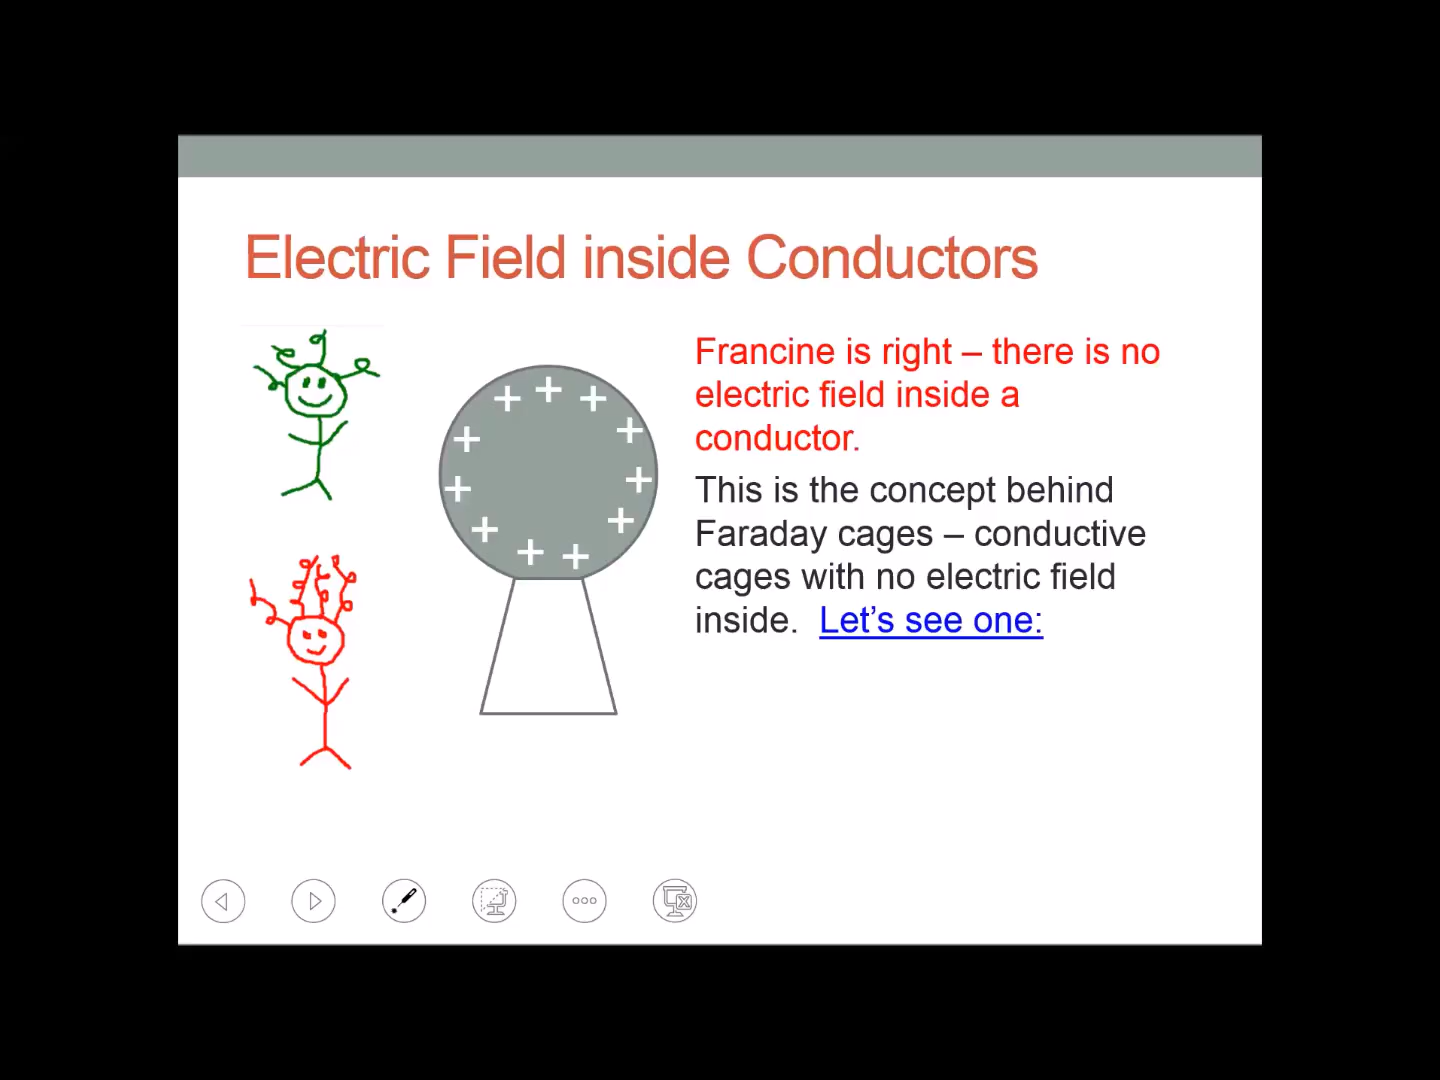 Electric Field inside Conductors
Francine is right – there is no
electric field inside a
conductor.
This is the concept behind
Faraday cages – conductive
cages with no electric field
inside.  Let’s see one: